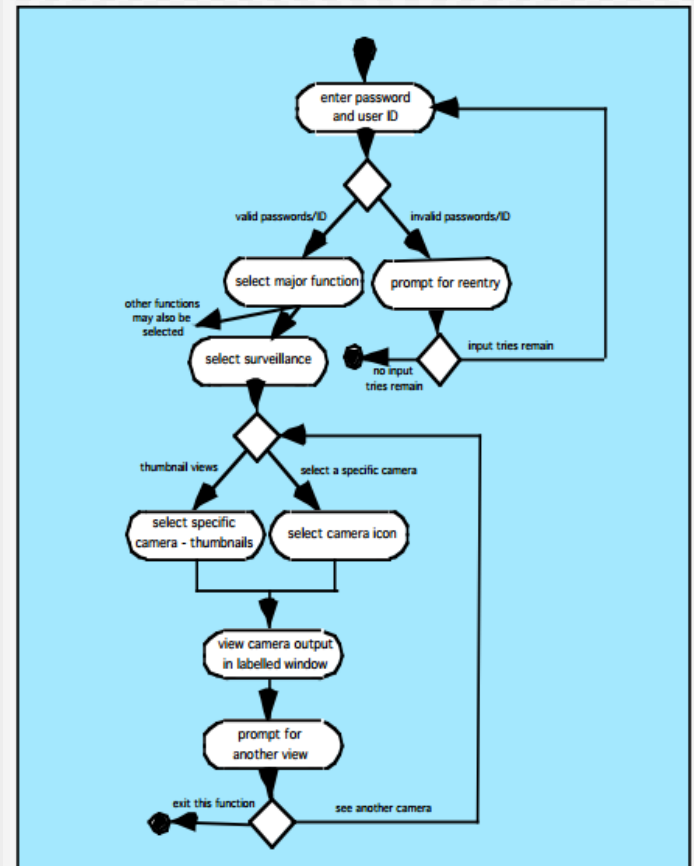 enter password
and user ID
valid passwords/ID
invalid passwords/ID
select major function
prompt for reentry
other functions
may also be
selected
select surveillance
no input
tries remain
input tries remain
thumbnail views
select a specific camera
select specific
camera - thumbnails
select camera icon
view camera output
in labelled window
prompt for
another view
exit this function
see another camera